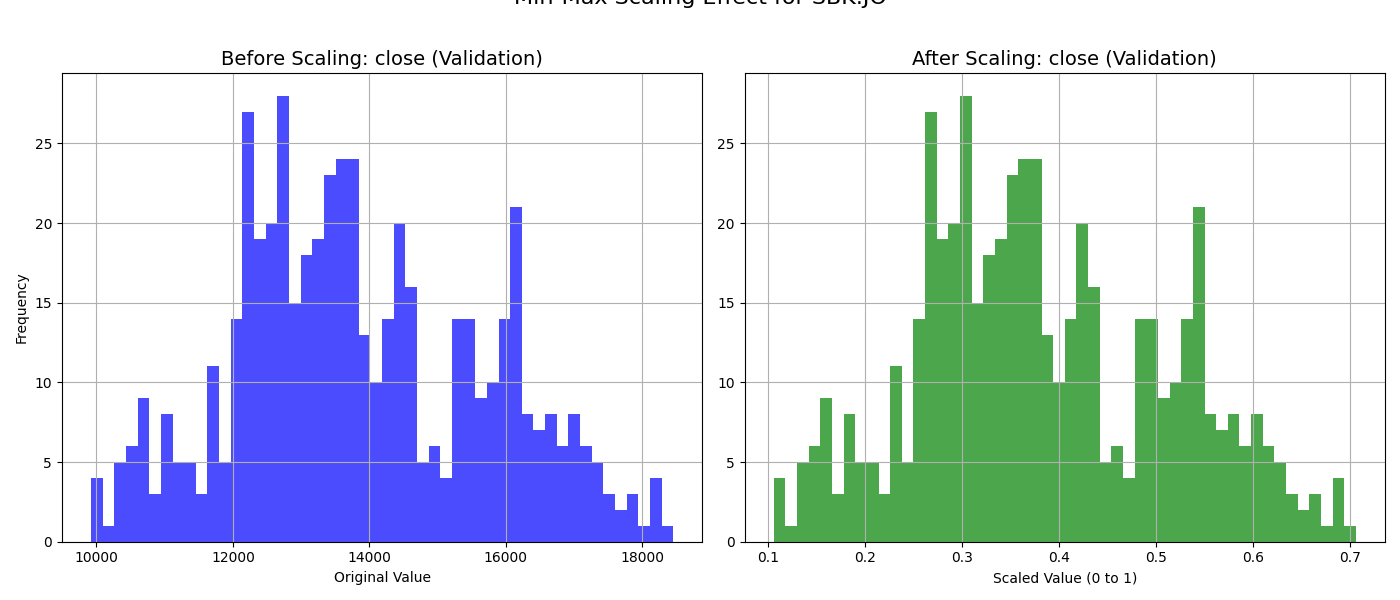 Min-Max Scaling Effect for SBK.JO
Before Scaling: close (Validation)
After Scaling: close (Validation)
Frequency
25
20
15
10
5
0
10000 12000 14000 16000 18000
Original Value
25
20
15
10
5
0
0.1 0.2 0.3 0.4 0.5 0.6 0.7
Scaled Value (0 to 1)